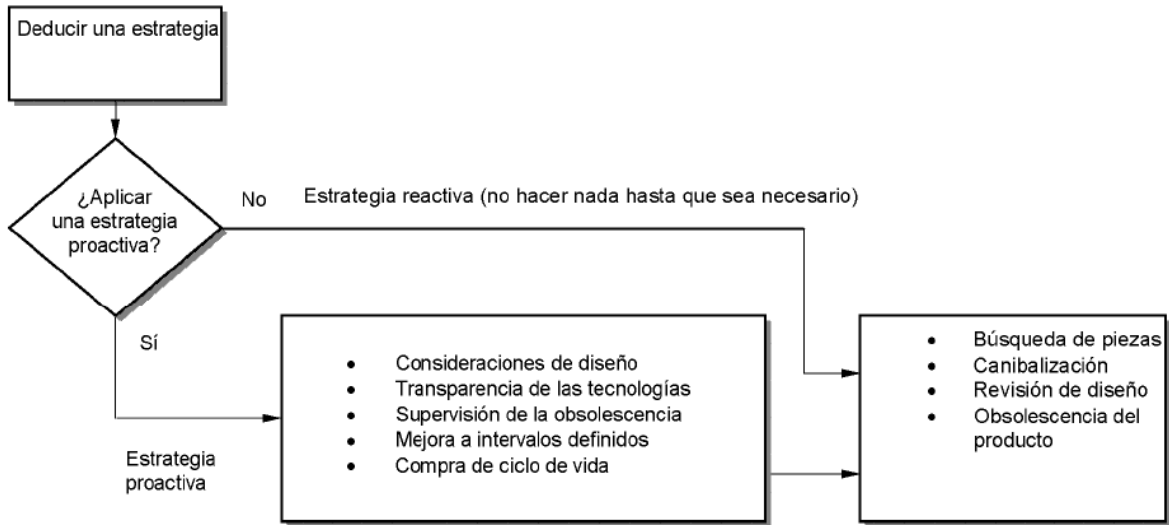 Deducir una estrategia
¿Aplicar
una estrategia
proactiva?
No
Estrategia reactiva (no hacer nada hasta que sea necesario)
Sí
Estrategia
proactiva
• Consideraciones de diseño
• Transparencia de las tecnologías
• Supervisión de la obsolescencia
• Mejora a intervalos definidos
• Compra de ciclo de vida
• Búsqueda de piezas
• Canibalización
• Revisión de diseño
• Obsolescencia del
producto